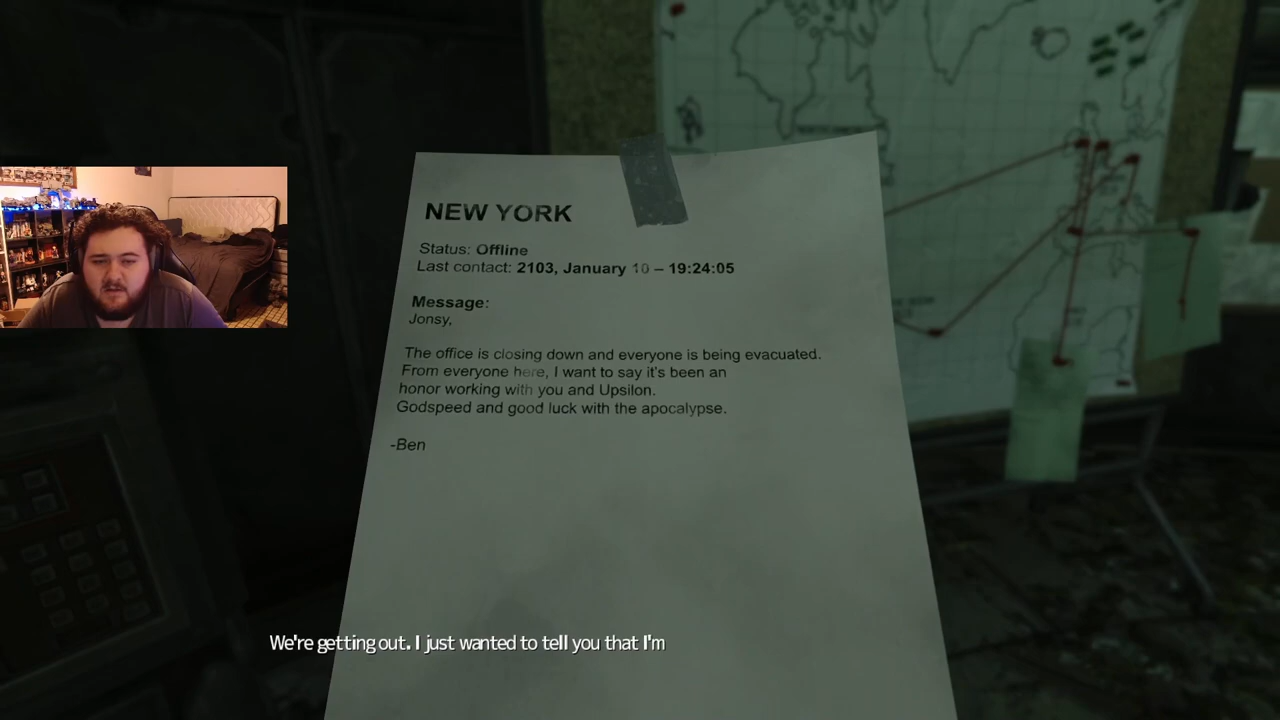 NEW YORK
Status: Offline
Last contact: 2103, January 10 – 19:24:05
Message:
Jonsy,
The office is closing down and everyone is being evacuated.
From everyone here, I want to say it's been an
honor working with you and Upsilon.
Godspeed and good luck with the apocalypse.
-Ben
We're getting out. I just wanted to tell you that I'm